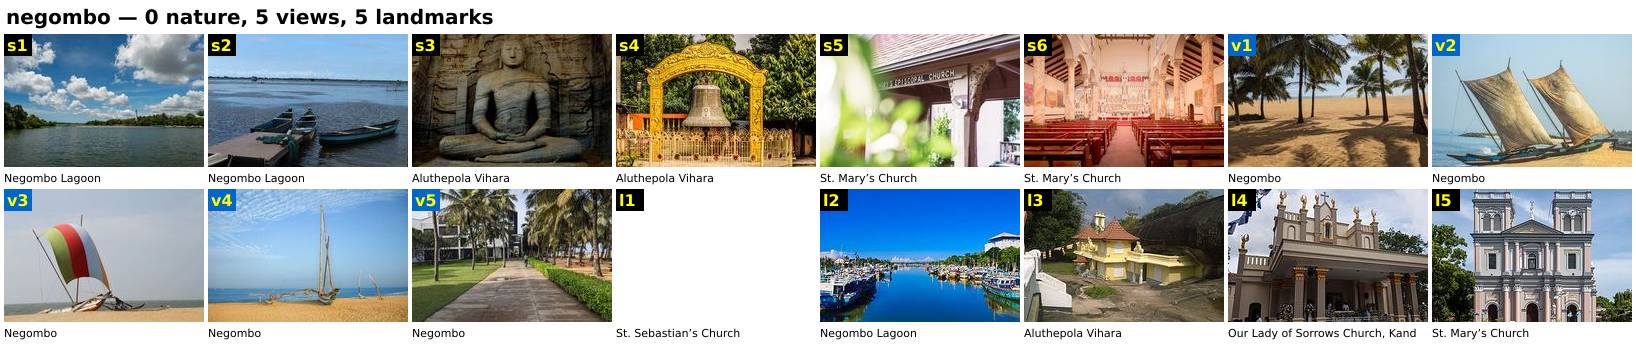 negombo — 0 nature, 5 views, 5 landmarks
s1
s2
s3
s4
s5
s6
v1
v2
EPISCOPAL CHURCH
Negombo Lagoon
Negombo Lagoon
Aluthepola Vihara
Aluthepola Vihara
St. Mary’s Church
St. Mary’s Church
Negombo
Negombo
v3
v4
v5
l1
l2
l3
l4
l5
Negombo
Negombo
Negombo
St. Sebastian’s Church
Negombo Lagoon
Aluthepola Vihara
Our Lady of Sorrows Church, Kand
St. Mary’s Church